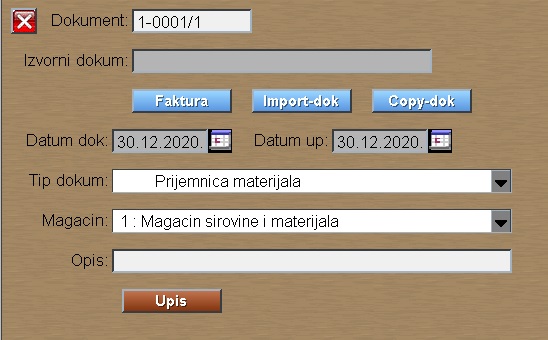 Dokument: 1-0001/1
Izvorni dokum:
Faktura Import-dok Copy-dok
Datum dok: 30.12.2020. Datum up: 30.12.2020.
Tip dokum: Prijemnica materijala
Magacin: 1 : Magacin sirovine i materijala
Opis:
Upis